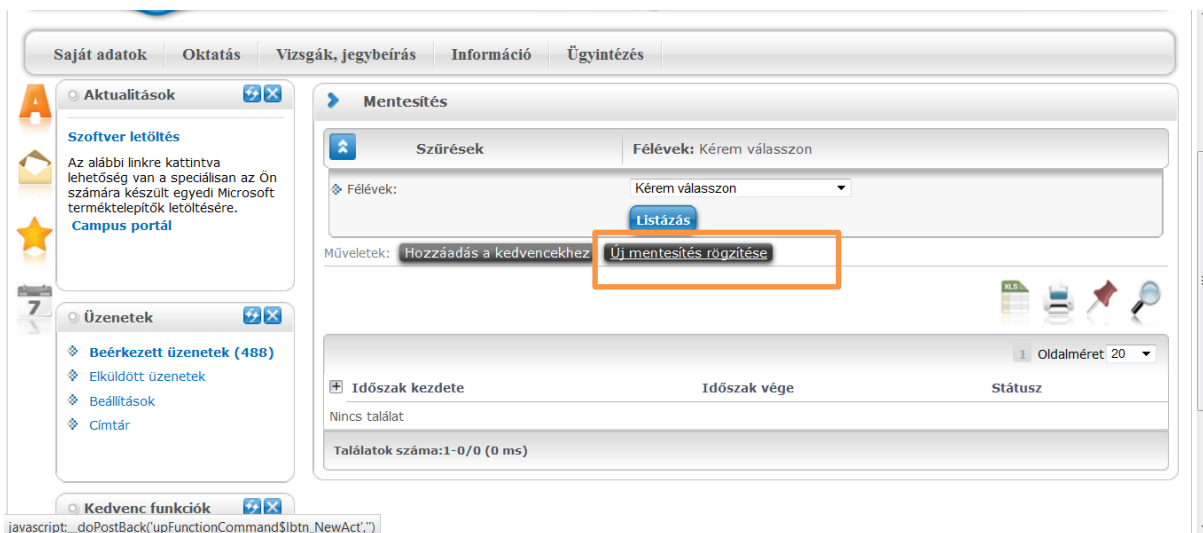 Saját adatok Oktatás Vizsgák, jegybeírás Információ Ügyintézés
Aktualitások
Szoftver letöltés
Az alábbi linkre kattintva
lehetőség van a speciálisan az Ön
számára készült egyedi Microsoft
terméktelepítők letöltésére.
Campus portál
7
Üzenetek
Beérkezett üzenetek (488)
Elküldött üzenetek
Beállítások
Címtár
Kedvenc funkciók
Mentesítés
Szűrések Félévek: Kérem válasszon
Félévek: Kérem válasszon
Listázás
Műveletek: Hozzáadás a kedvencekhez Új mentesítés rögzítése
XLS
1 Oldalméret 20
Időszak kezdete Időszak vége Státusz
Nincs találat
Találatok száma:1-0/0 (0 ms)
javascript:__doPostBack('upFunctionCommand$lbtn_NewAct','')